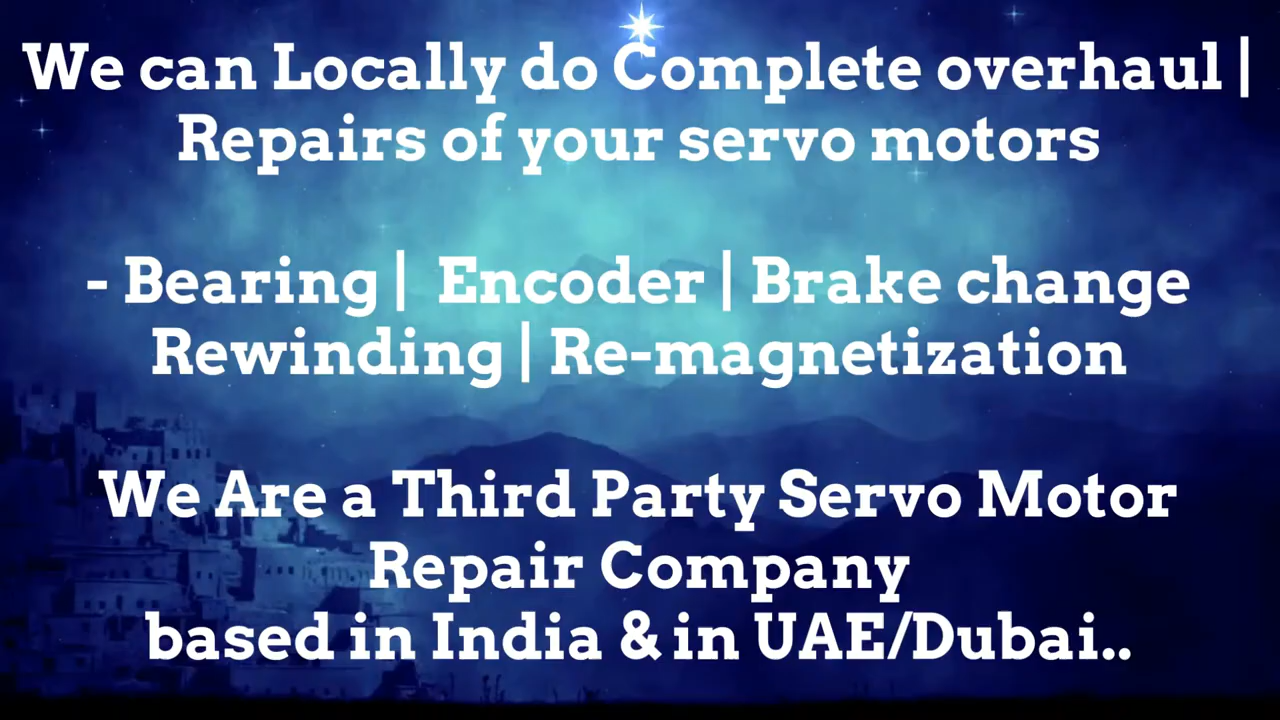 We can Locally do Complete overhaul |
Repairs of your servo motors
- Bearing | Encoder | Brake change
Rewinding | Re-magnetization
We Are a Third Party Servo Motor
Repair Company
based in India & in UAE/Dubai..